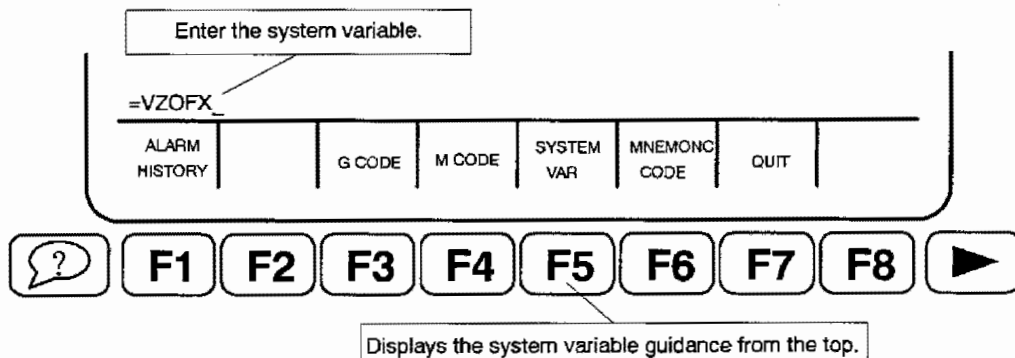 Enter the system variable.
=VZOFX_
ALARM
HISTORY
G CODE
M CODE
SYSTEM
VAR
MNEMONC
CODE
QUIT
?
F1
F2
F3
F4
F5
F6
F7
F8
Displays the system variable guidance from the top.